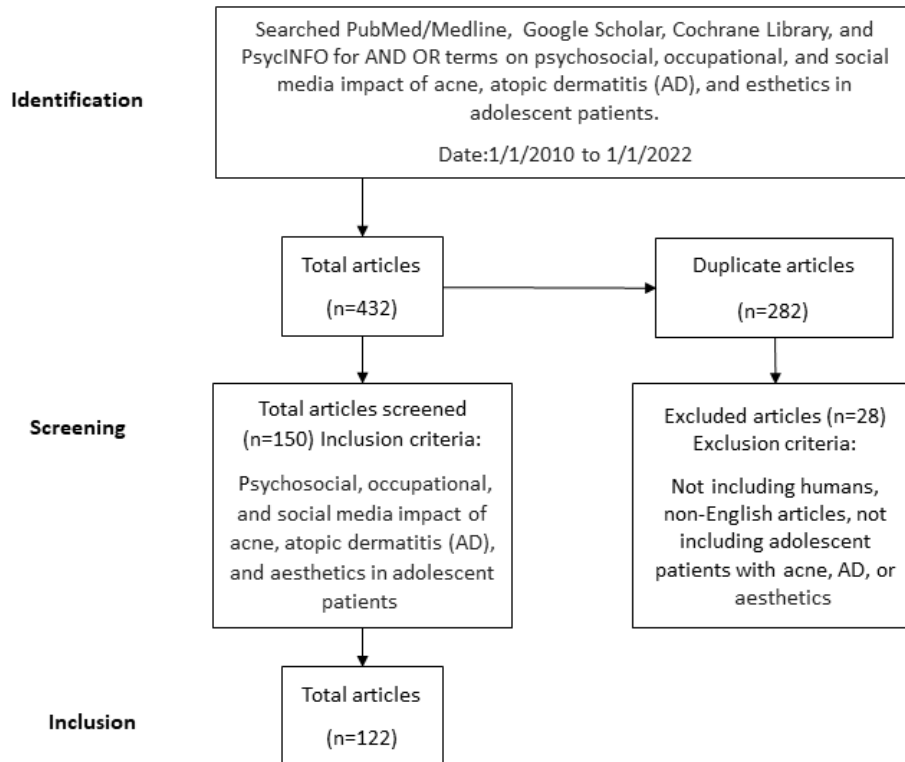 Searched PubMed/Medline, Google Scholar, Cochrane Library, and
PsycINFO for AND OR terms on psychosocial, occupational, and social
media impact of acne, atopic dermatitis (AD), and esthetics in
adolescent patients.
Date:1/1/2010 to 1/1/2022
Identification
Total articles
(n=432)
Duplicate articles
(n=282)
Screening
Total articles screened
(n=150) Inclusion criteria:
Psychosocial, occupational,
and social media impact of
acne, atopic dermatitis (AD),
and aesthetics in adolescent
patients
Excluded articles (n=28)
Exclusion criteria:
Not including humans,
non-English articles, not
including adolescent
patients with acne, AD, or
aesthetics
Inclusion
Total articles
(n=122)